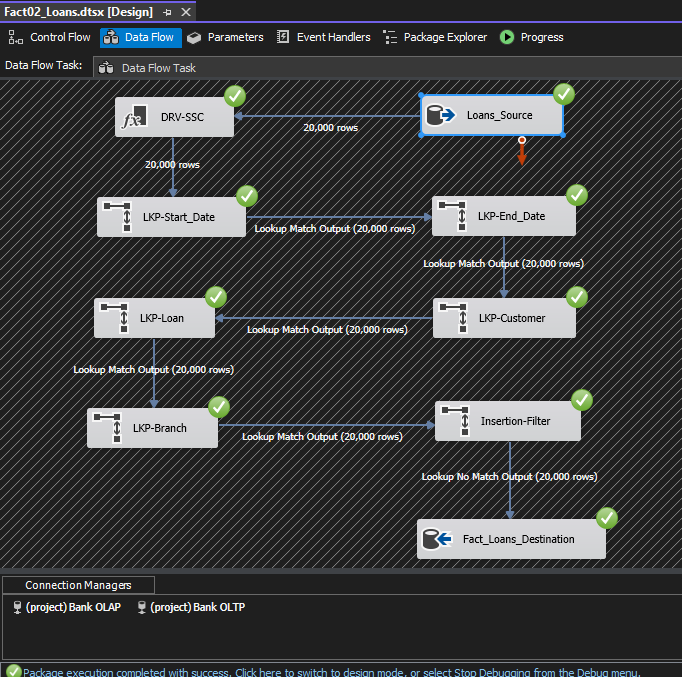 Fact02_Loans.dtsx [Design]
Control Flow Data Flow Parameters Event Handlers Package Explorer Progress
Data Flow Task: Data Flow Task
fx DRV-SSC
Loans_Source
20,000 rows
20,000 rows
LKP-Start_Date
LKP-End_Date
Lookup Match Output (20,000 rows)
Lookup Match Output (20,000 rows)
LKP-Loan
LKP-Customer
Lookup Match Output (20,000 rows)
Lookup Match Output (20,000 rows)
LKP-Branch
Insertion-Filter
Lookup Match Output (20,000 rows)
Lookup No Match Output (20,000 rows)
Fact_Loans_Destination
Connection Managers
(project) Bank OLAP (project) Bank OLTP
Package execution completed with success. Click here to switch to design mode, or select Stop Debugging from the Debug menu.